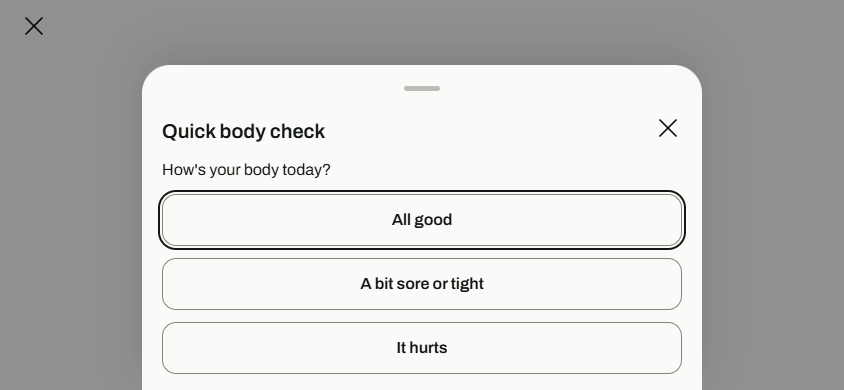 Quick body check
How's your body today?
All good
A bit sore or tight
It hurts